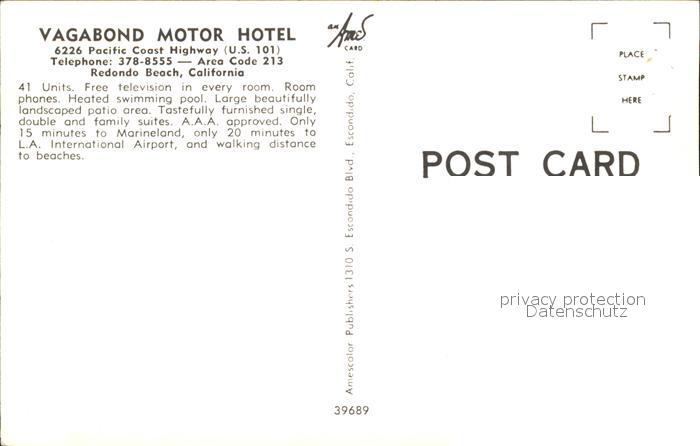 VAGABOND MOTOR HOTEL
6226 Pacific Coast Highway (U.S. 101)
Telephone: 378-8555 — Area Code 213
Redondo Beach, California
41 Units. Free television in every room. Room
phones. Heated swimming pool. Large beautifully
landscaped patio area. Tastefully furnished single,
double and family suites. A.A.A. approved. Only
15 minutes to Marineland, only 20 minutes to
L.A. International Airport, and walking distance
to beaches.
an
Ames
CARD
Amescolor Publishers 1310 S. Escondido Blvd., Escondido, Calif.
39689
PLACE
STAMP
HERE
POST CARD
privacy protection
Datenschutz